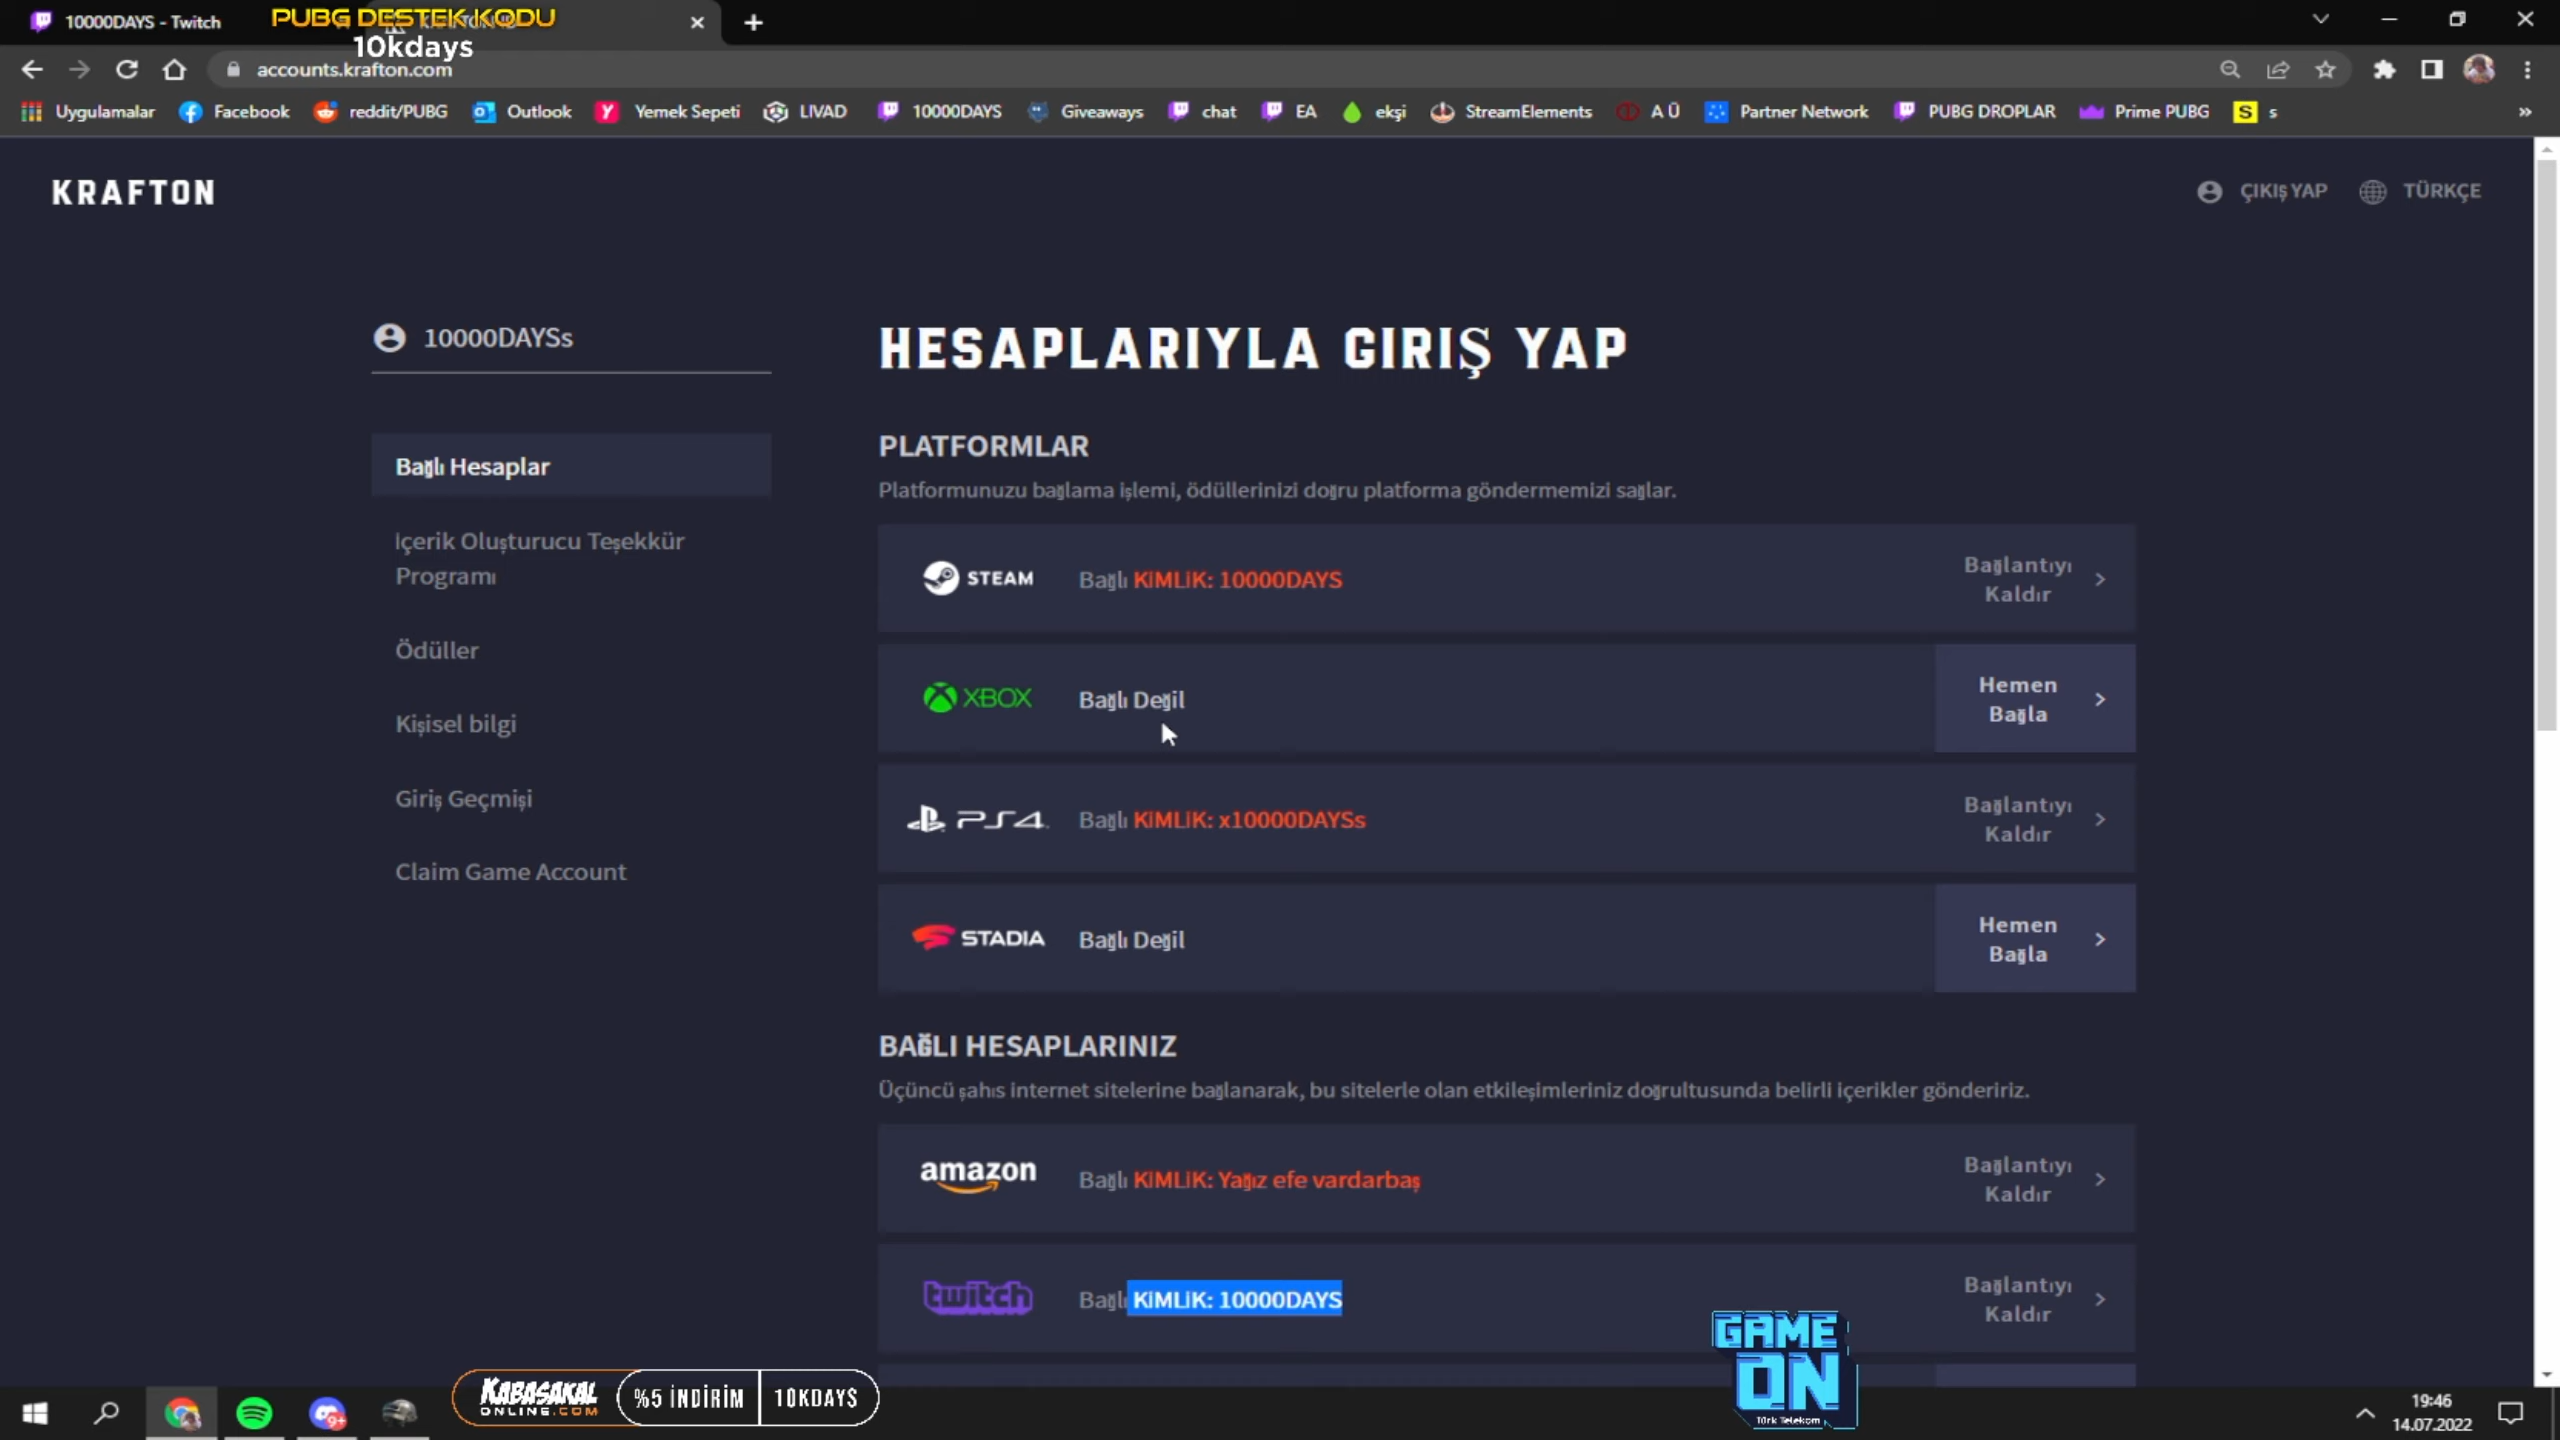 10000DAYS - Twitch
PUBG DESTEK KODU
10kdays
accounts.krafton.com
Uygulamalar Facebook reddit/PUBG Outlook Yemek Sepeti LIVAD 10000DAYS Giveaways chat EA ekşi StreamElements A Ü Partner Network PUBG DROPLAR Prime PUBG S s
KRAFTON
ÇIKIŞ YAP TÜRKÇE
10000DAYSs
Bağlı Hesaplar
İçerik Oluşturucu Teşekkür
Programı
Ödüller
Kişisel bilgi
Giriş Geçmişi
Claim Game Account
HESAPLARIYLA GIRIŞ YAP
PLATFORMLAR
Platformunuzu bağlama işlemi, ödüllerinizi doğru platforma göndermemizi sağlar.
STEAM Bağlı KİMLİK: 10000DAYS Bağlantıyı
Kaldır
XBOX Bağlı Değil Hemen
Bağla
PS4 Bağlı KİMLİK: x10000DAYSs Bağlantıyı
Kaldır
STADIA Bağlı Değil Hemen
Bağla
BAĞLI HESAPLARINIZ
Üçüncü şahıs internet sitelerine bağlanarak, bu sitelerle olan etkileşimleriniz doğrultusunda belirli içerikler göndeririz.
amazon Bağlı KİMLİK: Yağız efe vardarbaş Bağlantıyı
Kaldır
twitch Bağlı KİMLİK: 10000DAYS Bağlantıyı
Kaldır
GAME
ON
Türk Telekom
KABASAKAL
ONLINE.COM
%5 İNDİRİM 10KDAYS
9+
19:46
14.07.2022